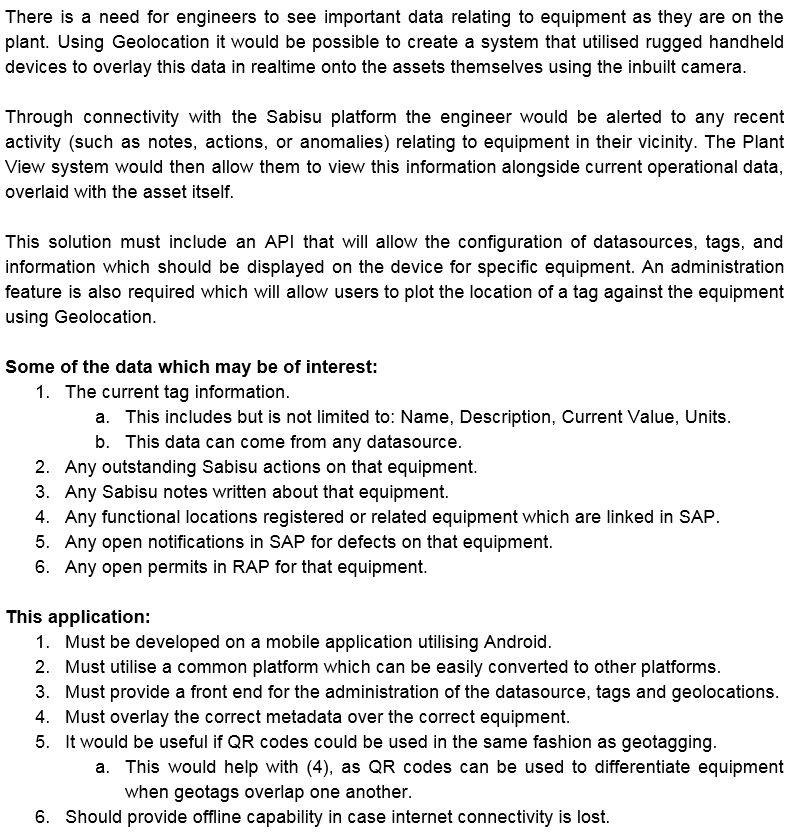 There is a need for engineers to see important data relating to equipment as they are on the
plant. Using Geolocation it would be possible to create a system that utilised rugged handheld
devices to overlay this data in realtime onto the assets themselves using the inbuilt camera.
Through connectivity with the Sabisu platform the engineer would be alerted to any recent
activity (such as notes, actions, or anomalies) relating to equipment in their vicinity. The Plant
View system would then allow them to view this information alongside current operational data,
overlaid with the asset itself.
This solution must include an API that will allow the configuration of datasources, tags, and
information which should be displayed on the device for specific equipment. An administration
feature is also required which will allow users to plot the location of a tag against the equipment
using Geolocation.
Some of the data which may be of interest:
1. The current tag information.
a. This includes but is not limited to: Name, Description, Current Value, Units.
b. This data can come from any datasource.
2. Any outstanding Sabisu actions on that equipment.
3. Any Sabisu notes written about that equipment.
4. Any functional locations registered or related equipment which are linked in SAP.
5. Any open notifications in SAP for defects on that equipment.
6. Any open permits in RAP for that equipment.
This application:
1. Must be developed on a mobile application utilising Android.
2. Must utilise a common platform which can be easily converted to other platforms.
3. Must provide a front end for the administration of the datasource, tags and geolocations.
4. Must overlay the correct metadata over the correct equipment.
5. It would be useful if QR codes could be used in the same fashion as geotagging.
a. This would help with (4), as QR codes can be used to differentiate equipment
when geotags overlap one another.
6. Should provide offline capability in case internet connectivity is lost.